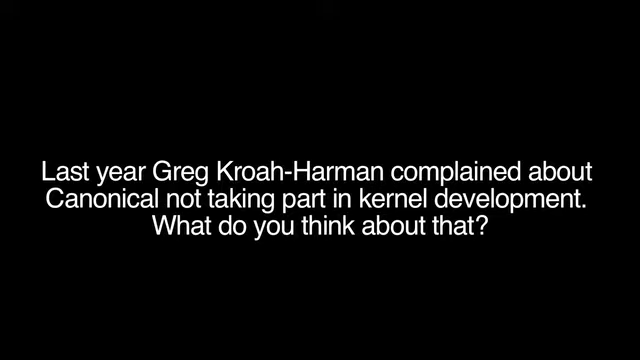 Last year Greg Kroah-Harman complained about
Canonical not taking part in kernel development.
What do you think about that?